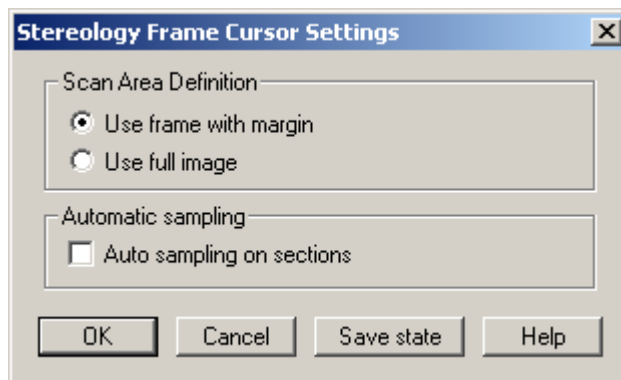 Stereology Frame Cursor Settings
Scan Area Definition
Use frame with margin
Use full image
Automatic sampling
Auto sampling on sections
OK Cancel Save state Help